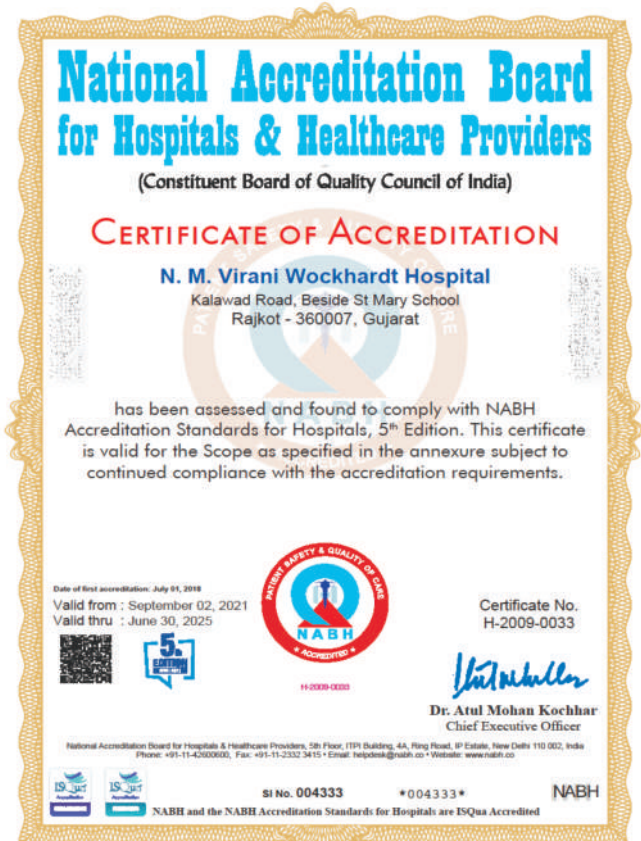 National Accreditation Board
for Hospitals & Healthcare Providers
(Constituent Board of Quality Council of India)
CERTIFICATE OF ACCREDITATION
N. M. Virani Wockhardt Hospital
Kalawad Road, Beside St Mary School
Rajkot - 360007, Gujarat
has been assessed and found to comply with NABH
Accreditation Standards for Hospitals, 5th Edition. This certificate
is valid for the Scope as specified in the annexure subject to
continued compliance with the accreditation requirements.
Date of first accreditation: July 01, 2018
Valid from : September 02, 2021
Valid thru : June 30, 2025
5th
EDITION
PATIENT SAFETY & QUALITY OF CARE
NABH
* ACCREDITED *
H-2009-0033
Certificate No.
H-2009-0033
Dr. Atul Mohan Kochhar
Chief Executive Officer
National Accreditation Board for Hospitals & Healthcare Providers, 5th Floor, ITPI Building, 4A, Ring Road, IP Estate, New Delhi 110 002, India
Phone: +91-11-42600600, Fax: +91-11-2332 3415 • Email: helpdesk@nabh.co • Website: www.nabh.co
ISQua
Accreditation
ISQua
Accreditation
SI No. 004333
*004333*
NABH
NABH and the NABH Accreditation Standards for Hospitals are ISQua Accredited